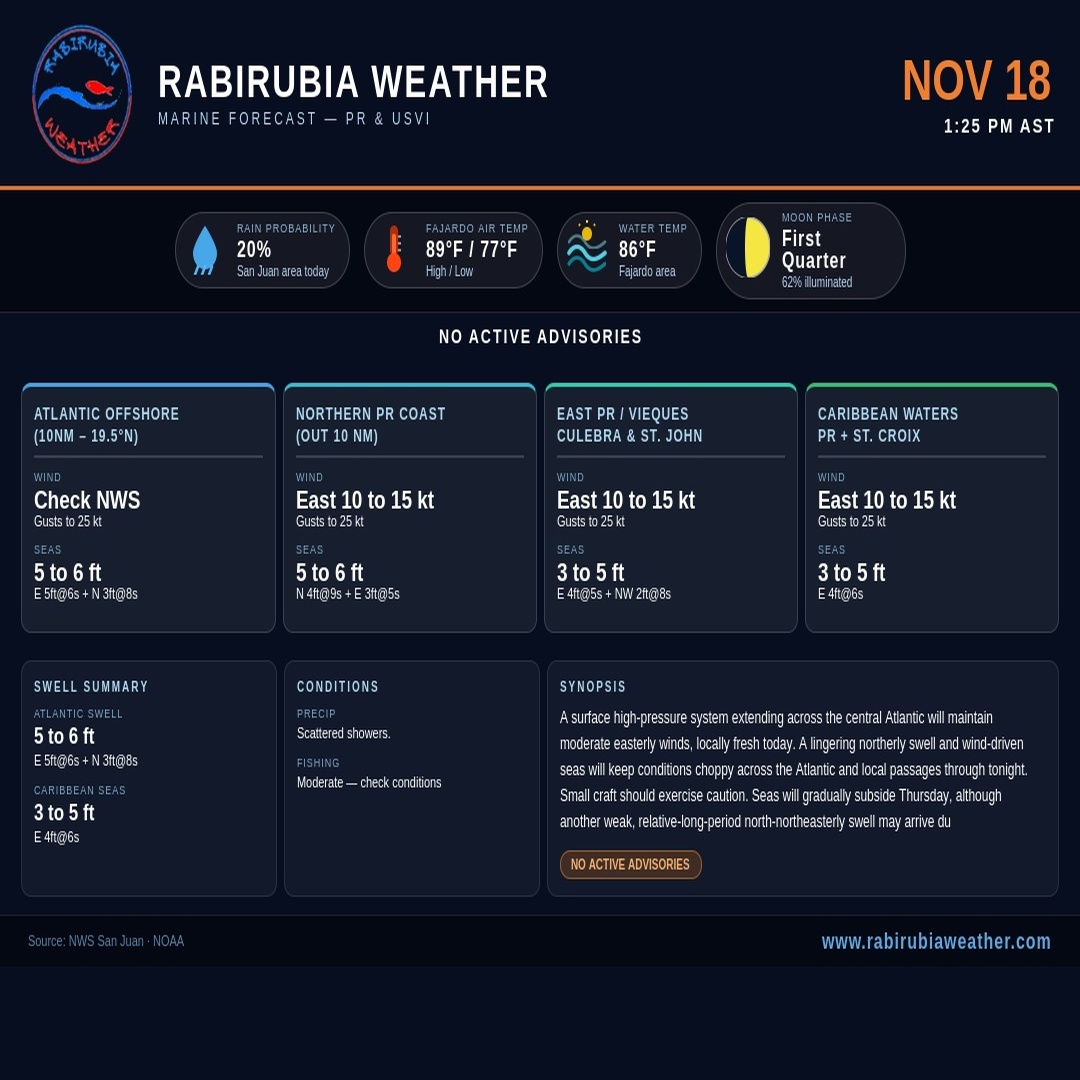 RABIRUBIA
WEATHER
RABIRUBIA WEATHER
MARINE FORECAST — PR & USVI
NOV 18
1:25 PM AST
RAIN PROBABILITY
20%
San Juan area today
FAJARDO AIR TEMP
89°F / 77°F
High / Low
WATER TEMP
86°F
Fajardo area
MOON PHASE
First
Quarter
62% illuminated
NO ACTIVE ADVISORIES
ATLANTIC OFFSHORE
(10NM – 19.5°N)
WIND
Check NWS
Gusts to 25 kt
SEAS
5 to 6 ft
E 5ft@6s + N 3ft@8s
NORTHERN PR COAST
(OUT 10 NM)
WIND
East 10 to 15 kt
Gusts to 25 kt
SEAS
5 to 6 ft
N 4ft@9s + E 3ft@5s
EAST PR / VIEQUES
CULEBRA & ST. JOHN
WIND
East 10 to 15 kt
Gusts to 25 kt
SEAS
3 to 5 ft
E 4ft@5s + NW 2ft@8s
CARIBBEAN WATERS
PR + ST. CROIX
WIND
East 10 to 15 kt
Gusts to 25 kt
SEAS
3 to 5 ft
E 4ft@6s
SWELL SUMMARY
ATLANTIC SWELL
5 to 6 ft
E 5ft@6s + N 3ft@8s
CARIBBEAN SEAS
3 to 5 ft
E 4ft@6s
CONDITIONS
PRECIP
Scattered showers.
FISHING
Moderate — check conditions
SYNOPSIS
A surface high-pressure system extending across the central Atlantic will maintain
moderate easterly winds, locally fresh today. A lingering northerly swell and wind-driven
seas will keep conditions choppy across the Atlantic and local passages through tonight.
Small craft should exercise caution. Seas will gradually subside Thursday, although
another weak, relative-long-period north-northeasterly swell may arrive du
NO ACTIVE ADVISORIES
Source: NWS San Juan · NOAA
www.rabirubiaweather.com